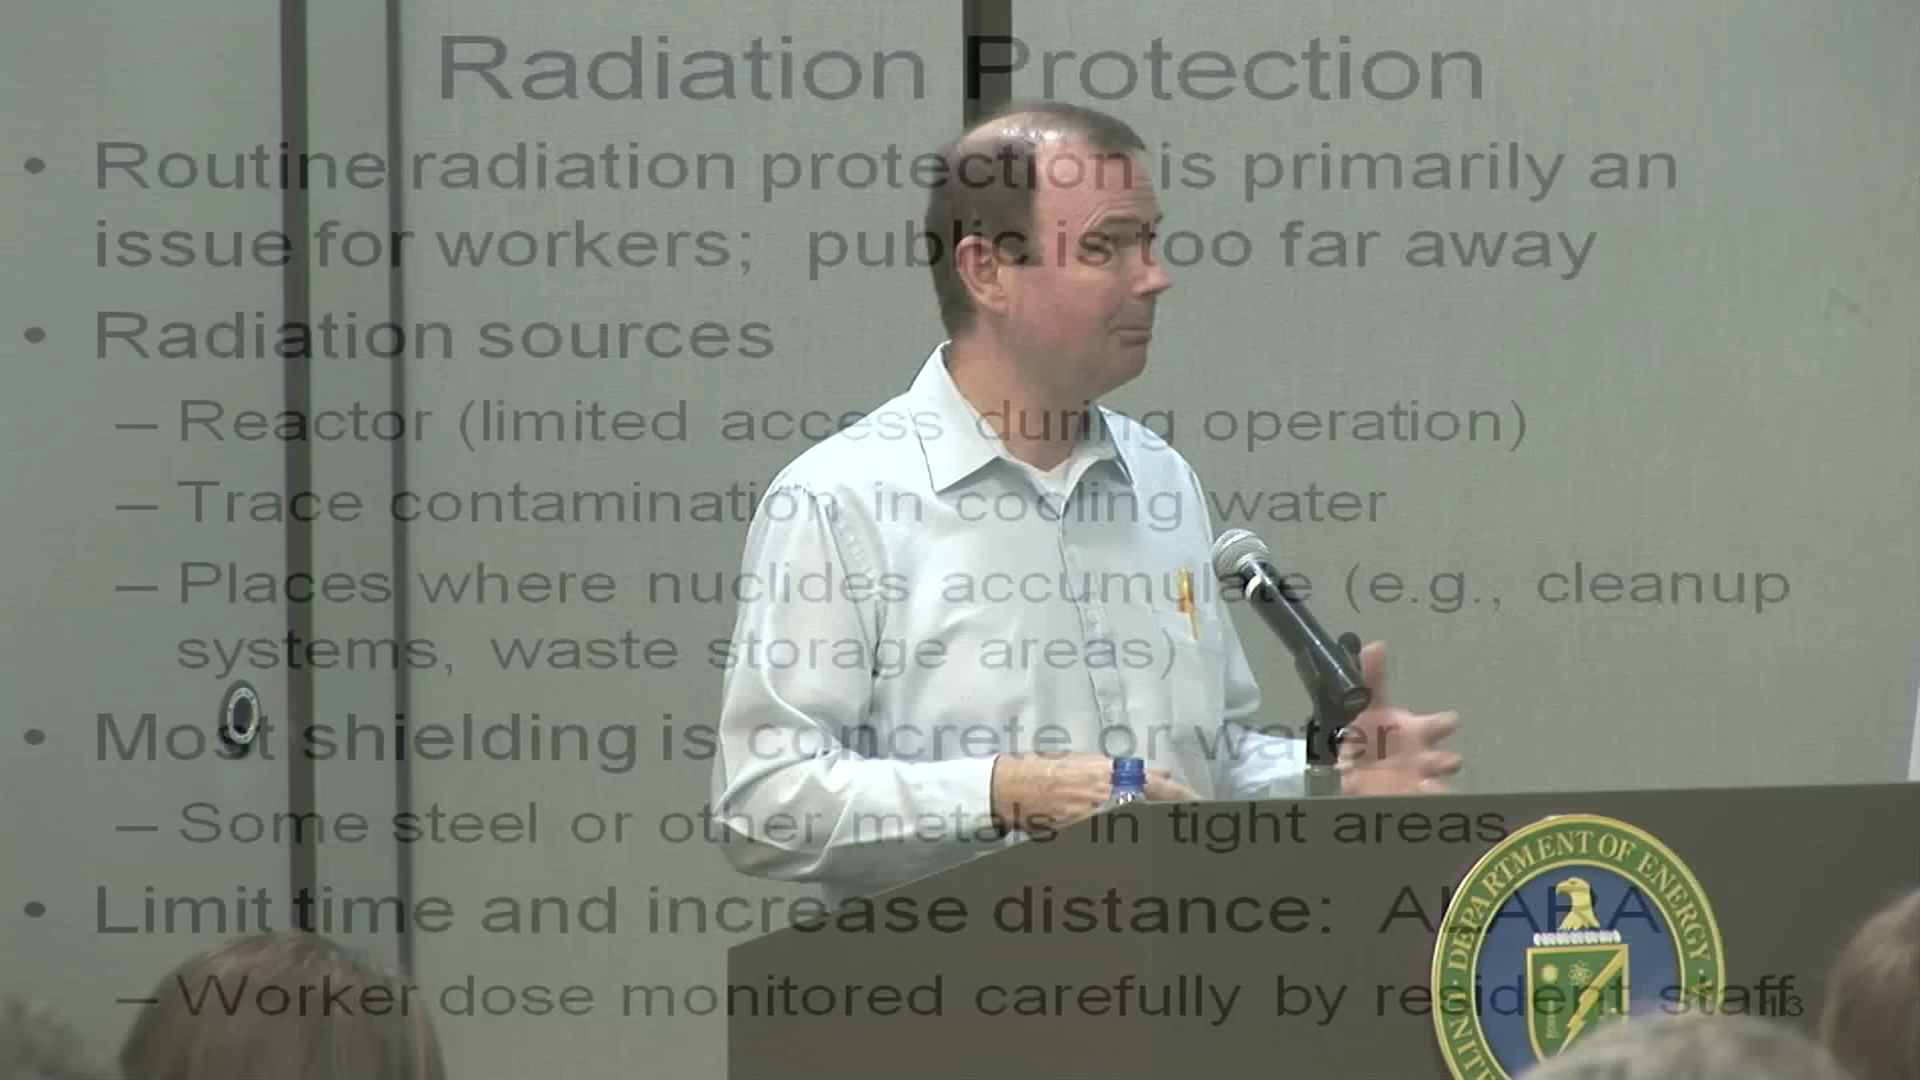 Radiation Protection
• Routine radiation protection is primarily an
issue for workers; public is too far away
• Radiation sources
– Reactor (limited access during operation)
– Trace contamination in cooling water
– Places where nuclides accumulate (e.g., cleanup
systems, waste storage areas)
• Most shielding is concrete or water
– Some steel or other metals in tight areas
• Limit time and increase distance: ALARA
– Worker dose monitored carefully by resident staff
13
DEPARTMENT OF ENERGY